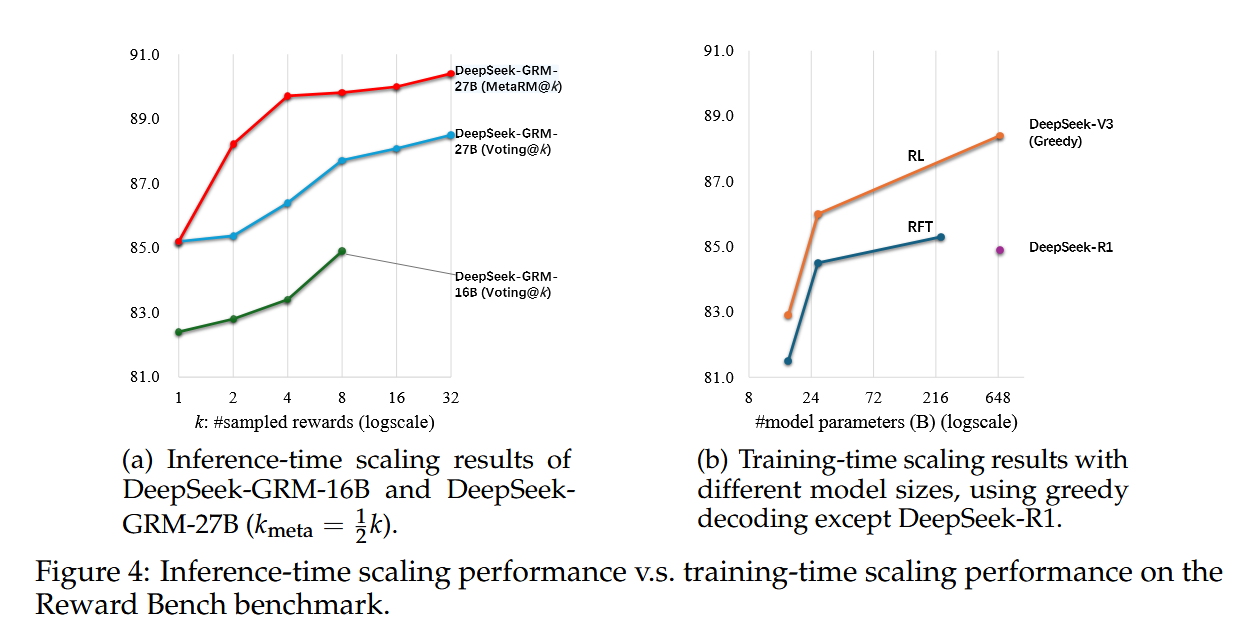 91.0
89.0
87.0
85.0
83.0
81.0
1 2 4 8 16 32
k: #sampled rewards (logscale)
DeepSeek-GRM-
27B (MetaRM@k)
DeepSeek-GRM-
27B (Voting@k)
DeepSeek-GRM-
16B (Voting@k)
(a) Inference-time scaling results of
DeepSeek-GRM-16B and DeepSeek-
GRM-27B (kmeta = 1/2k).
91.0
89.0
87.0
85.0
83.0
81.0
8 24 72 216 648
#model parameters (B) (logscale)
RL
RFT
DeepSeek-V3
(Greedy)
DeepSeek-R1
(b) Training-time scaling results with
different model sizes, using greedy
decoding except DeepSeek-R1.
Figure 4: Inference-time scaling performance v.s. training-time scaling performance on the
Reward Bench benchmark.